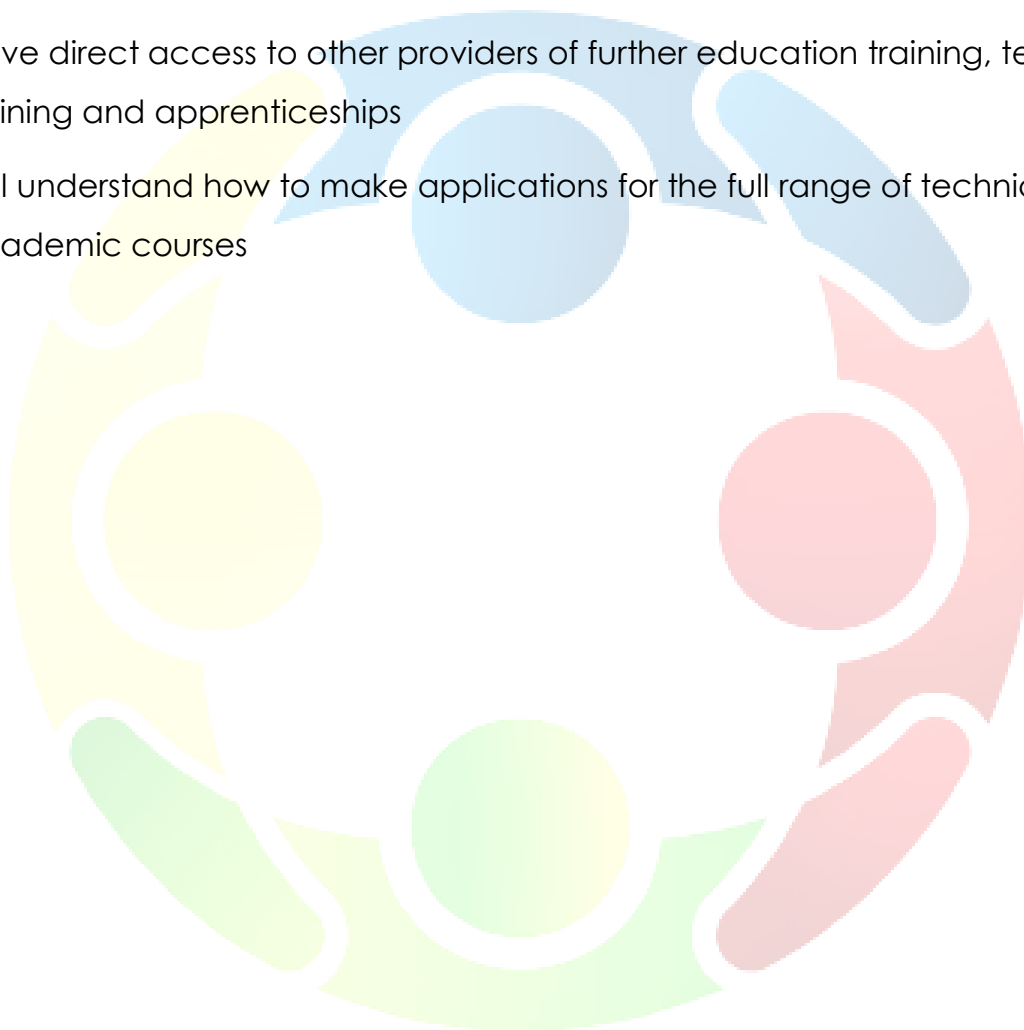 ve direct access to other providers of further education training, te
ining and apprenticeships
l understand how to make applications for the full range of technic
ademic courses